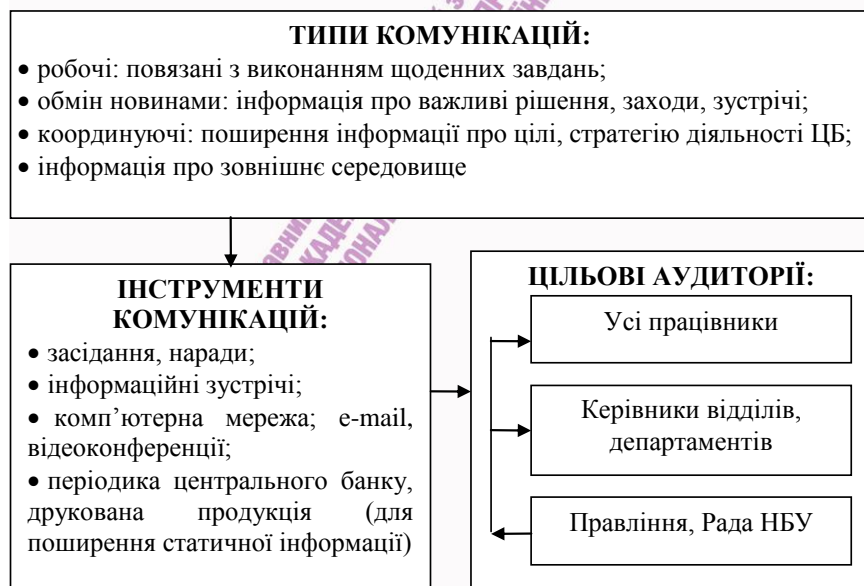 ТИПИ КОМУНІКАЦІЙ:
• робочі: повязані з виконанням щоденних завдань;
• обмін новинами: інформація про важливі рішення, заходи, зустрічі;
• координуючі: поширення інформації про цілі, стратегію діяльності ЦБ;
• інформація про зовнішнє середовище
ІНСТРУМЕНТИ
КОМУНІКАЦІЙ:
• засідання, наради;
• інформаційні зустрічі;
• комп’ютерна мережа; e-mail,
відеоконференції;
• періодика центрального банку,
друкована продукція (для
поширення статичної інформації)
ЦІЛЬОВІ АУДИТОРІЇ:
Усі працівники
Керівники відділів,
департаментів
Правління, Рада НБУ